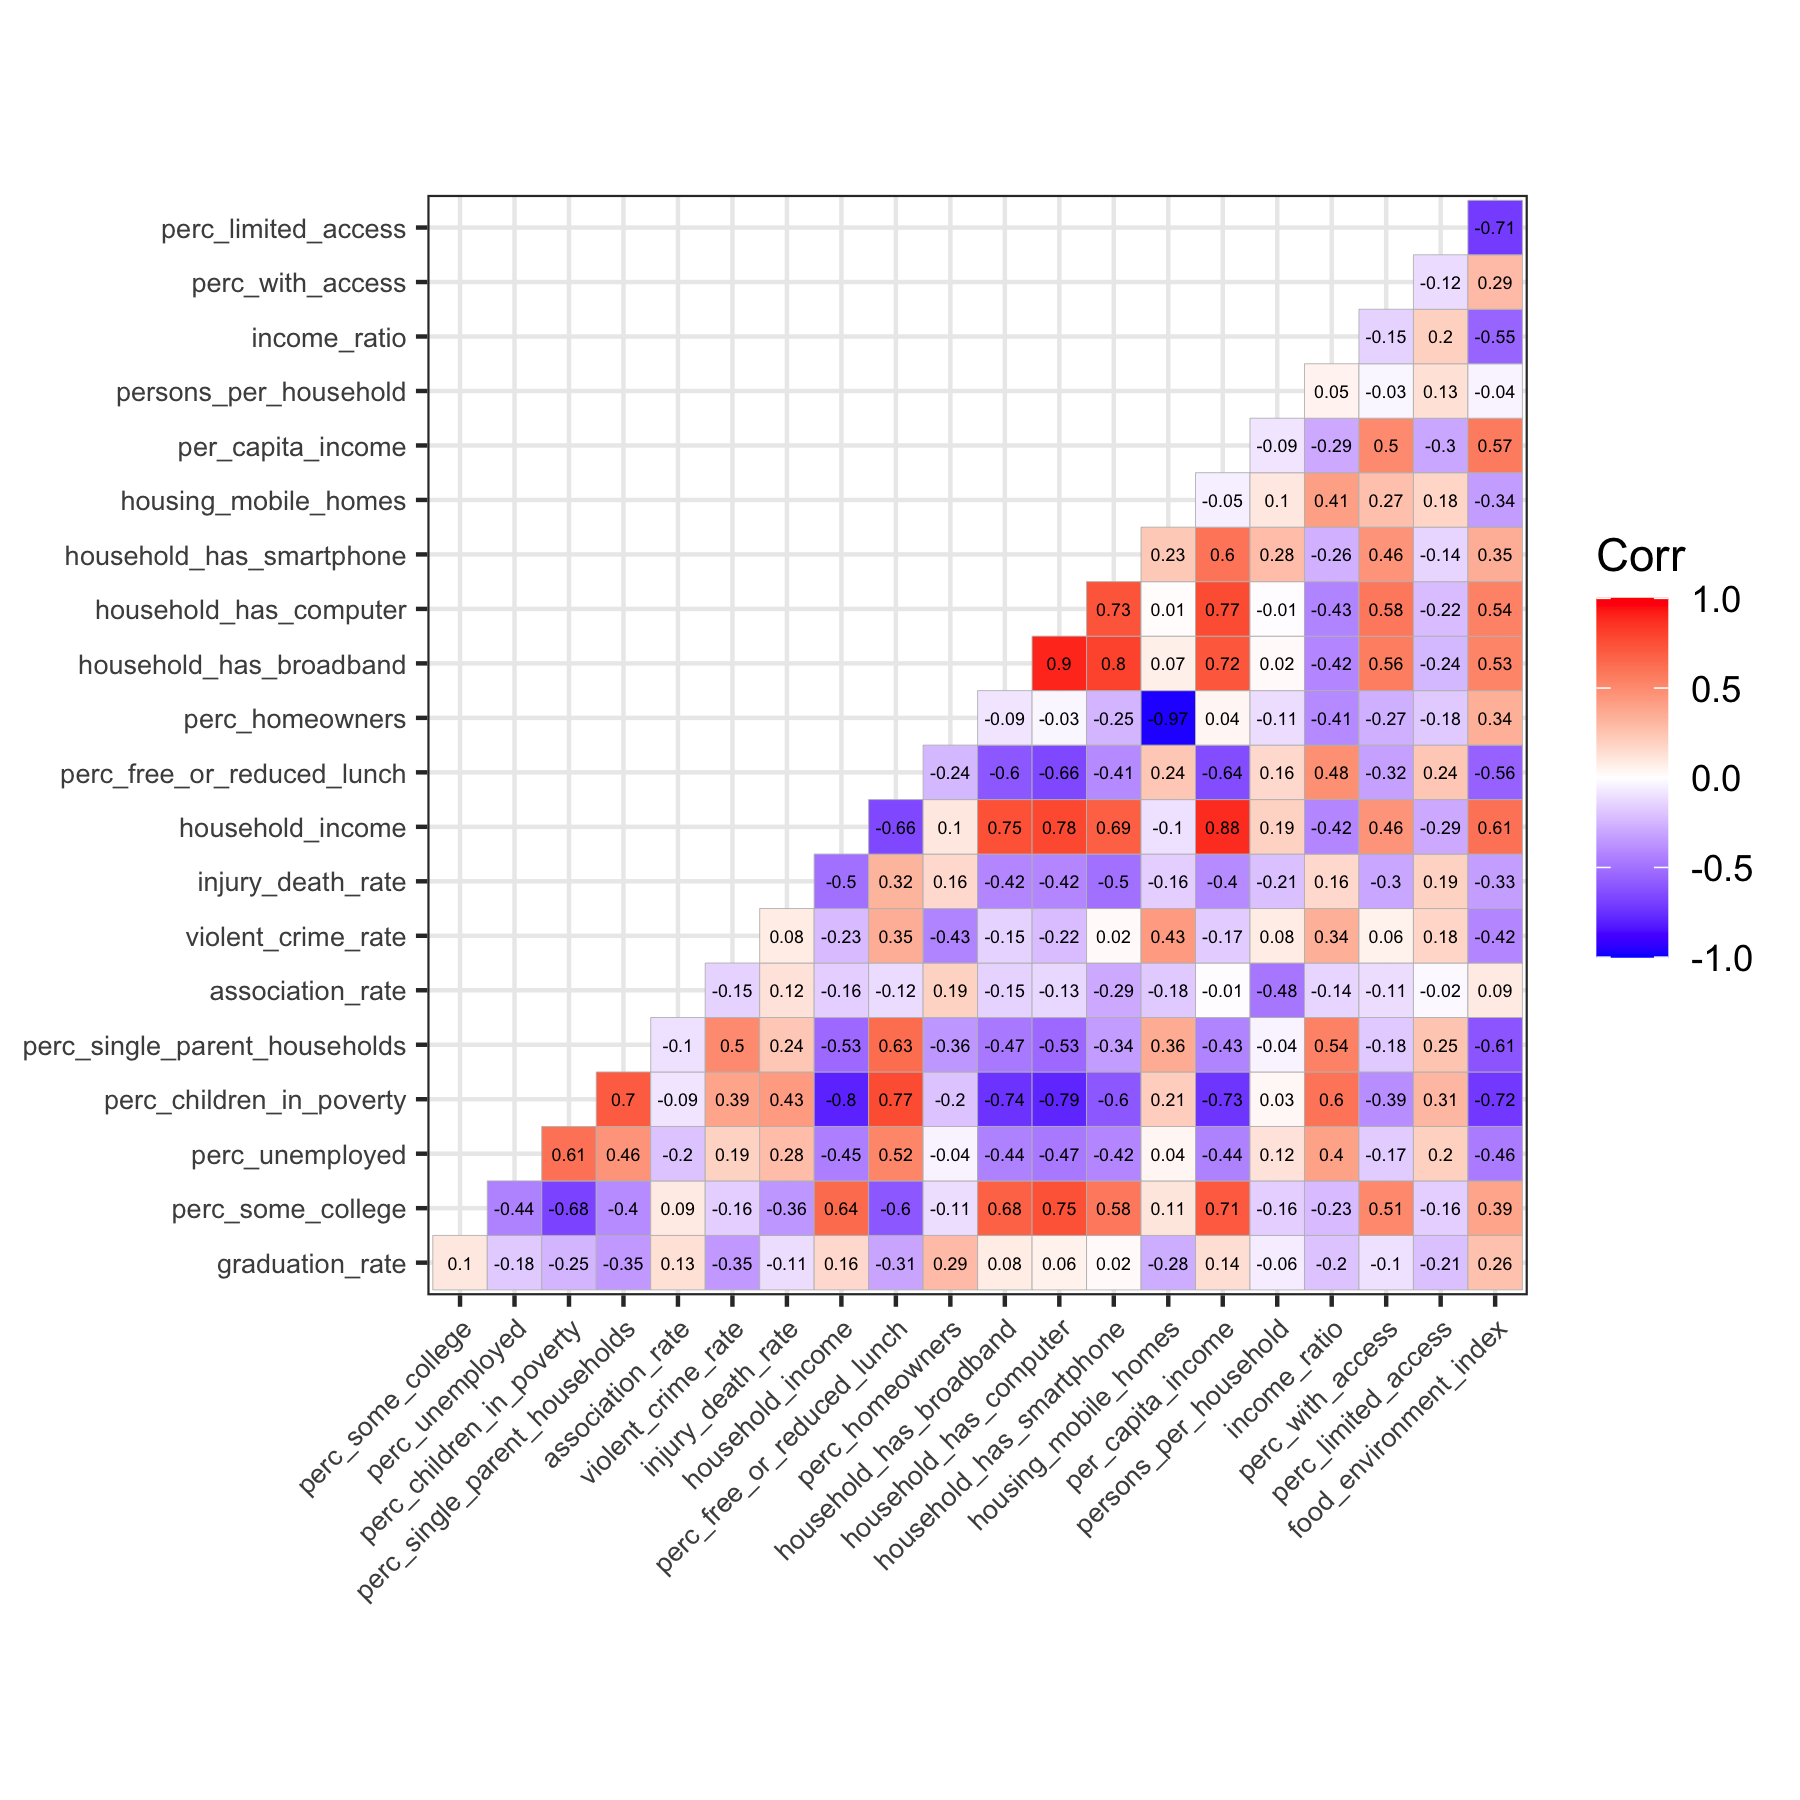 perc_limited_access -0.71
perc_with_access -0.12 0.29
income_ratio -0.15 0.2 -0.55
persons_per_household 0.05 -0.03 0.13 -0.04
per_capita_income -0.09 -0.29 0.5 -0.3 0.57
housing_mobile_homes -0.05 0.1 0.41 0.27 0.18 -0.34
household_has_smartphone 0.23 0.6 0.28 -0.26 0.46 -0.14 0.35
household_has_computer 0.73 0.01 0.77 -0.01 -0.43 0.58 -0.22 0.54
household_has_broadband 0.9 0.8 0.07 0.72 0.02 -0.42 0.56 -0.24 0.53
perc_homeowners -0.09 -0.03 -0.25 -0.97 0.04 -0.11 -0.41 -0.27 -0.18 0.34
perc_free_or_reduced_lunch -0.24 -0.6 -0.66 -0.41 0.24 -0.64 0.16 0.48 -0.32 0.24 -0.56
household_income -0.66 0.1 0.75 0.78 0.69 -0.1 0.88 0.19 -0.42 0.46 -0.29 0.61
injury_death_rate -0.5 0.32 0.16 -0.42 -0.42 -0.5 -0.16 -0.4 -0.21 0.16 -0.3 0.19 -0.33
violent_crime_rate 0.08 -0.23 0.35 -0.43 -0.15 -0.22 0.02 0.43 -0.17 0.08 0.34 0.06 0.18 -0.42
association_rate -0.15 0.12 -0.16 -0.12 0.19 -0.15 -0.13 -0.29 -0.18 -0.01 -0.48 -0.14 -0.11 -0.02 0.09
perc_single_parent_households -0.1 0.5 0.24 -0.53 0.63 -0.36 -0.47 -0.53 -0.34 0.36 -0.43 -0.04 0.54 -0.18 0.25 -0.61
perc_children_in_poverty 0.7 -0.09 0.39 0.43 -0.8 0.77 -0.2 -0.74 -0.79 -0.6 0.21 -0.73 0.03 0.6 -0.39 0.31 -0.72
perc_unemployed 0.61 0.46 -0.2 0.19 0.28 -0.45 0.52 -0.04 -0.44 -0.47 -0.42 0.04 -0.44 0.12 0.4 -0.17 0.2 -0.46
perc_some_college -0.44 -0.68 -0.4 0.09 -0.16 -0.36 0.64 -0.6 -0.11 0.68 0.75 0.58 0.11 0.71 -0.16 -0.23 0.51 -0.16 0.39
graduation_rate 0.1 -0.18 -0.25 -0.35 0.13 -0.35 -0.11 0.16 -0.31 0.29 0.08 0.06 0.02 -0.28 0.14 -0.06 -0.2 -0.1 -0.21 0.26
perc_some_college
perc_unemployed
perc_children_in_poverty
perc_single_parent_households
association_rate
violent_crime_rate
injury_death_rate
household_income
perc_free_or_reduced_lunch
perc_homeowners
household_has_broadband
household_has_computer
household_has_smartphone
housing_mobile_homes
per_capita_income
persons_per_household
income_ratio
perc_with_access
perc_limited_access
food_environment_index
Corr
1.0
0.5
0.0
-0.5
-1.0